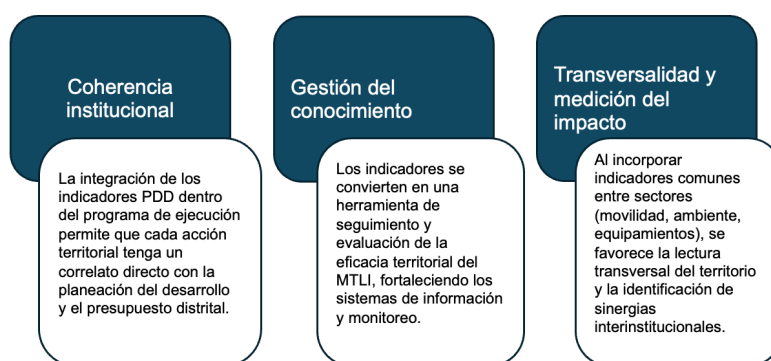 Coherencia
institucional
La integración de los
indicadores PDD dentro
del programa de ejecución
permite que cada acción
territorial tenga un
correlato directo con la
planeación del desarrollo
y el presupuesto distrital.
Gestión del
conocimiento
Los indicadores se
convierten en una
herramienta de
seguimiento y
evaluación de la
eficacia territorial del
MTLI, fortaleciendo los
sistemas de información
y monitoreo.
Transversalidad y
medición del
impacto
Al incorporar
indicadores comunes
entre sectores
(movilidad, ambiente,
equipamientos), se
favorece la lectura
transversal del territorio
y la identificación de
sinergias
interinstitucionales.